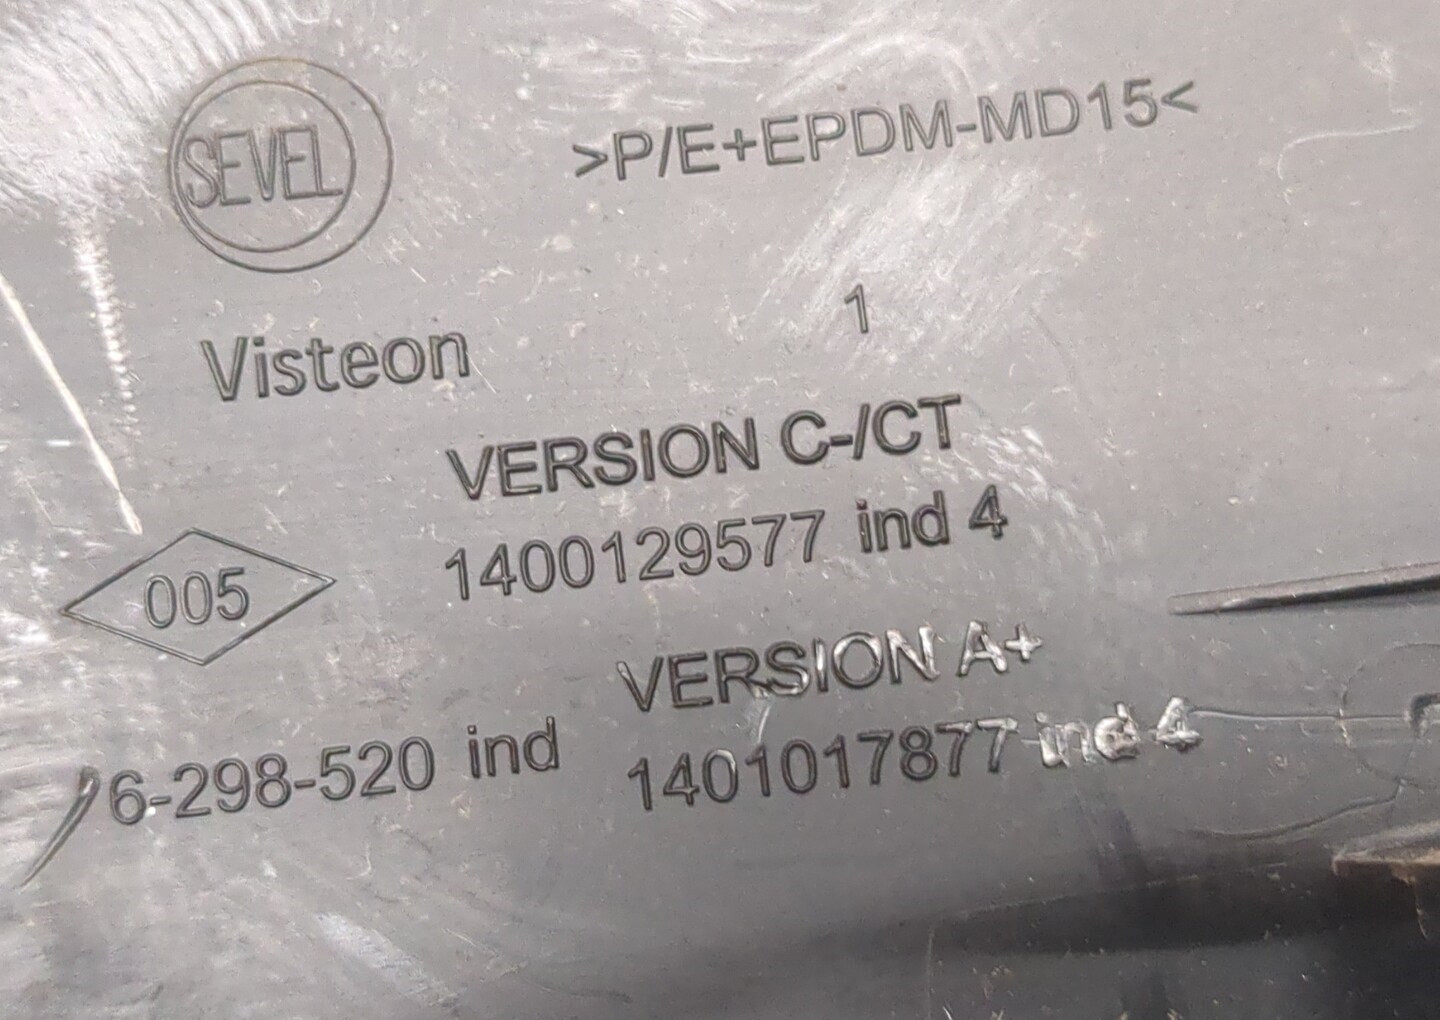 SEVEL
>P/E+EPDM-MD15<
Visteon
1
VERSION C-/CT
1400129577 ind 4
005
VERSION A+
1401017877 ind 4
6-298-520 ind